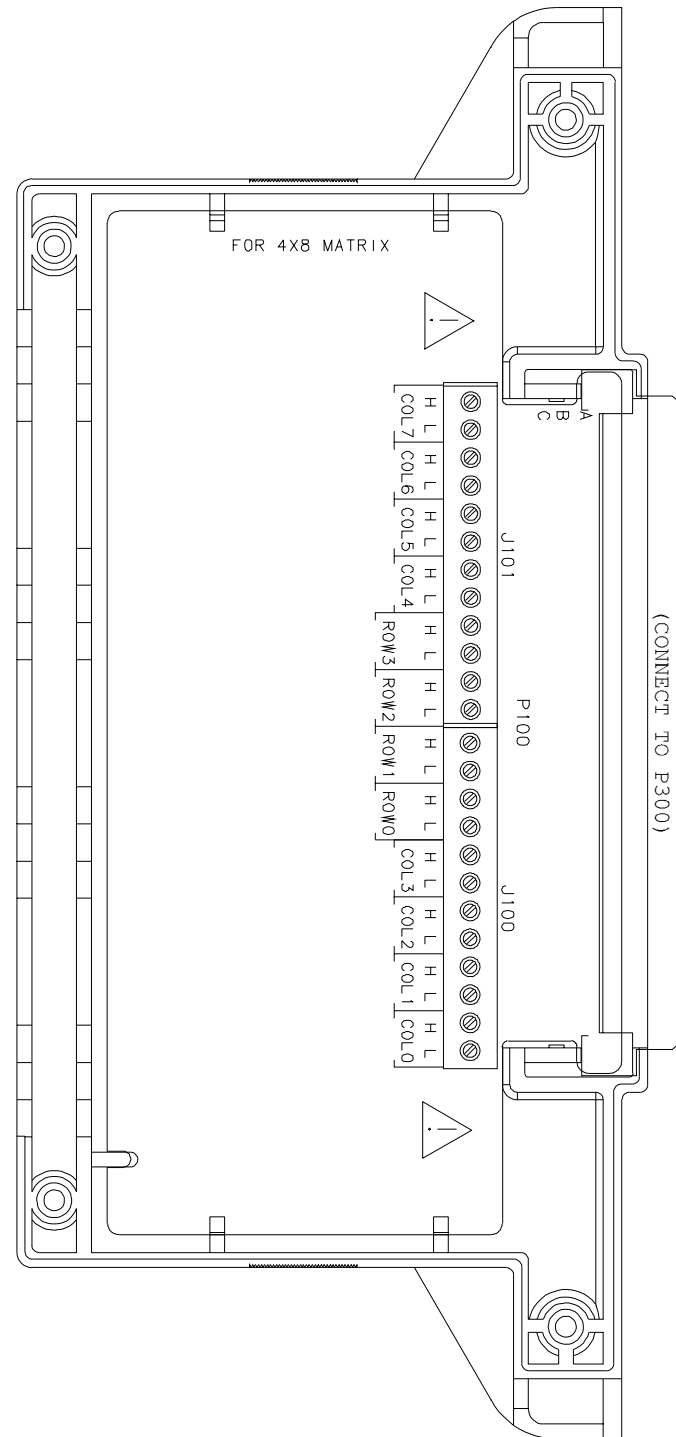 FOR 4X8 MATRIX
A
B
C
H L
COL7
H L
COL6
H L
COL5
H L
COL4
H L
ROW3
H L
ROW2
H L
ROW1
H L
ROW0
H L
COL3
H L
COL2
H L
COL1
H L
COL0
J101
P100
J100
(CONNECT TO P300)
!
!